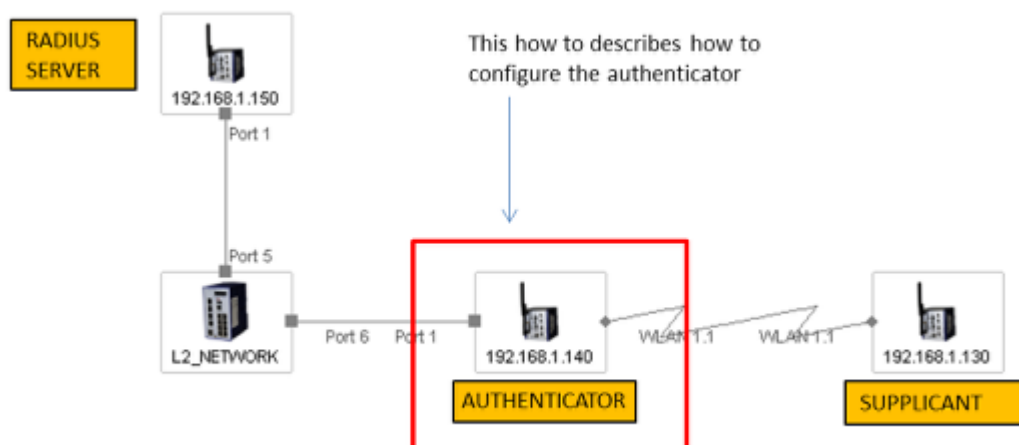 RADIUS
SERVER
192.168.1.150
Port 1
This how to describes how to
configure the authenticator
Port 5
L2_NETWORK
Port 6
Port 1
192.168.1.140
WLAN 1.1
WLAN 1.1
192.168.1.130
AUTHENTICATOR
SUPPLICANT